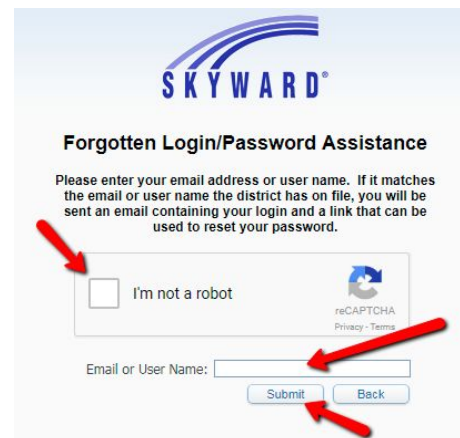 SKYWARD®
Forgotten Login/Password Assistance
Please enter your email address or user name. If it matches
the email or user name the district has on file, you will be
sent an email containing your login and a link that can be
used to reset your password.
I'm not a robot
reCAPTCHA
Privacy - Terms
Email or User Name:
Submit Back